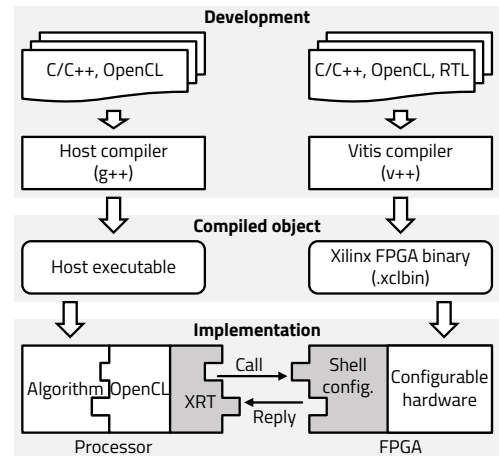 Development
C/C++, OpenCL
C/C++, OpenCL, RTL
Host compiler
(g++)
Vitis compiler
(v++)
Compiled object
Host executable
Xilinx FPGA binary
(.xclbin)
Implementation
Algorithm
OpenCL
XRT
Call
Reply
Shell
config.
Configurable
hardware
Processor
FPGA